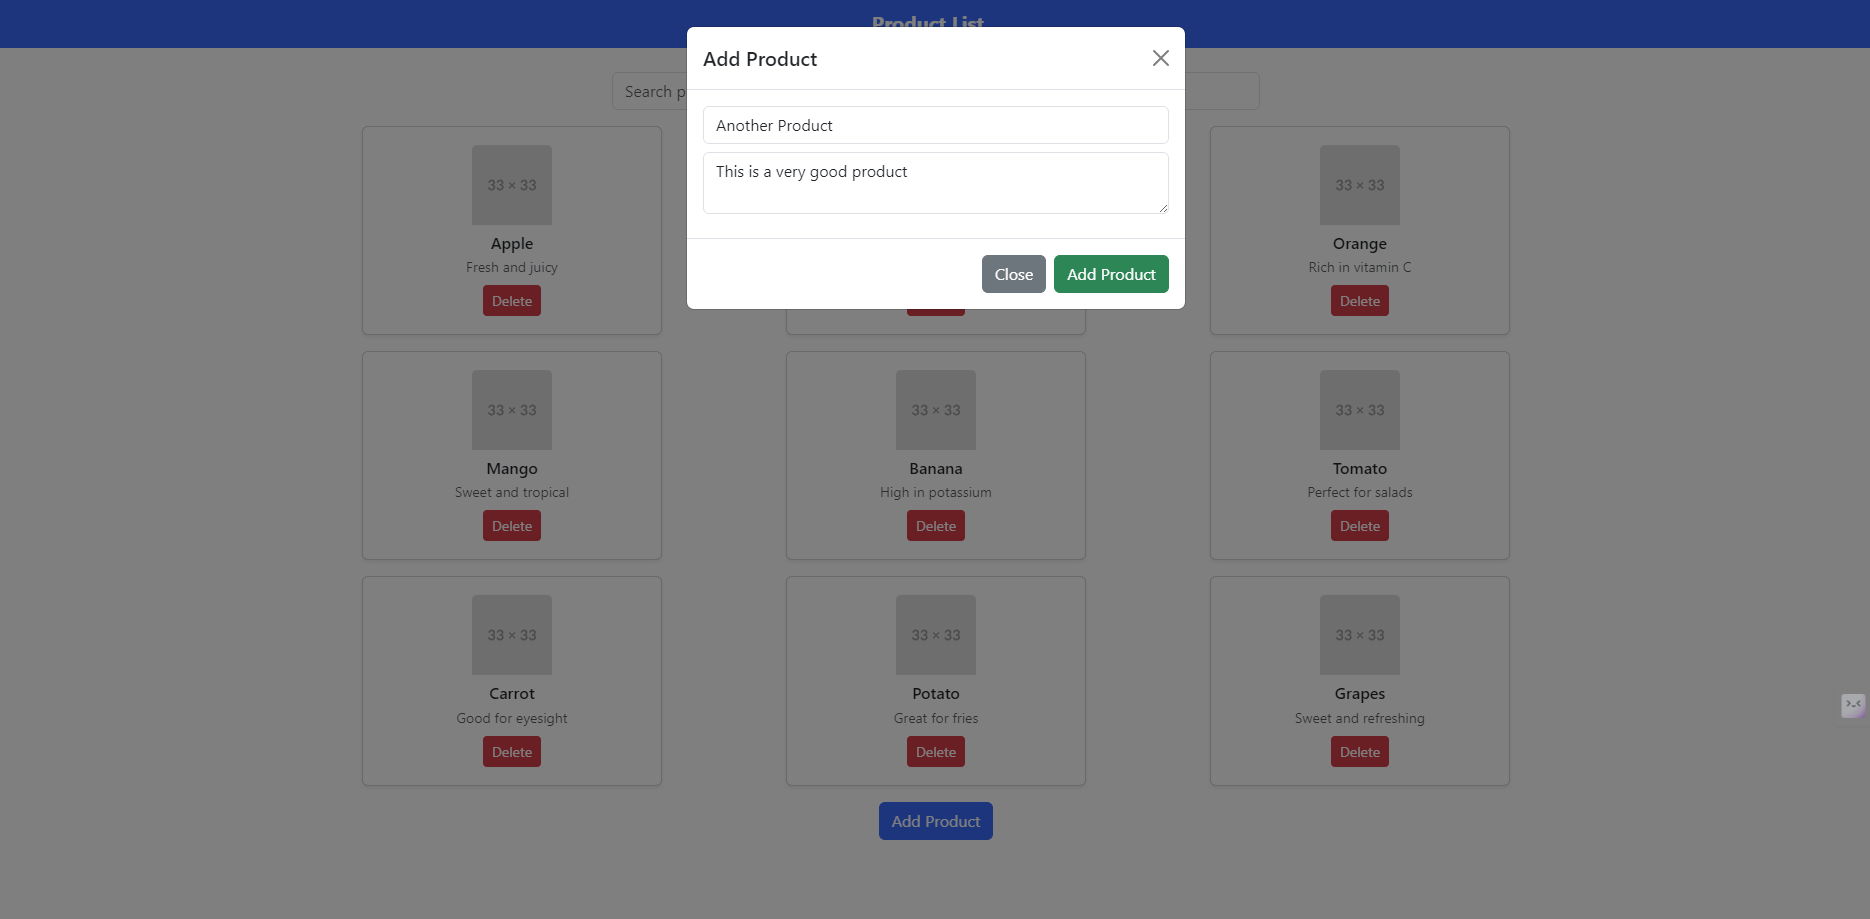 Product List
Add Product
Search p
Another Product
This is a very good product
Close
Add Product
33 × 33
33 × 33
Apple
Orange
Fresh and juicy
Rich in vitamin C
Delete
Delete
33 × 33
33 × 33
33 × 33
Mango
Banana
Tomato
Sweet and tropical
High in potassium
Perfect for salads
Delete
Delete
Delete
33 × 33
33 × 33
33 × 33
Carrot
Potato
Grapes
Good for eyesight
Great for fries
Sweet and refreshing
Delete
Delete
Delete
Add Product